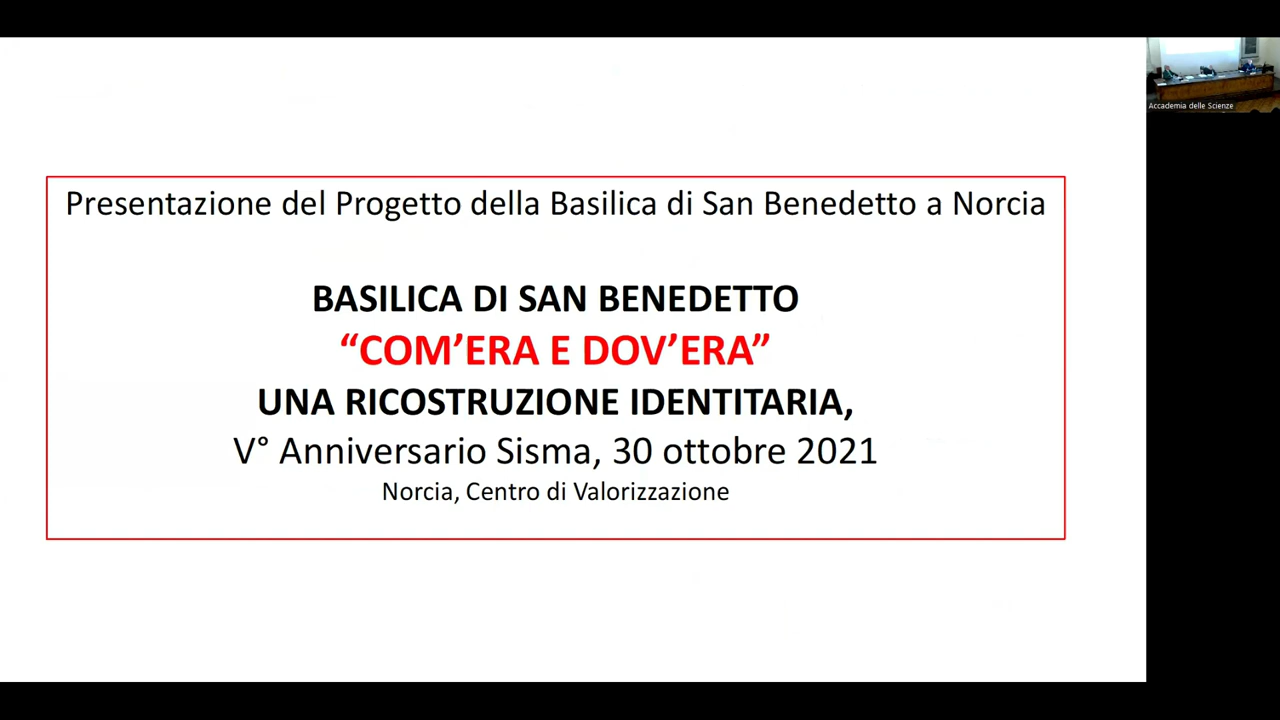 Presentazione del Progetto della Basilica di San Benedetto a Norcia
BASILICA DI SAN BENEDETTO
“COM’ERA E DOV’ERA”
UNA RICOSTRUZIONE IDENTITARIA,
V° Anniversario Sisma, 30 ottobre 2021
Norcia, Centro di Valorizzazione
Accademia delle Scienze